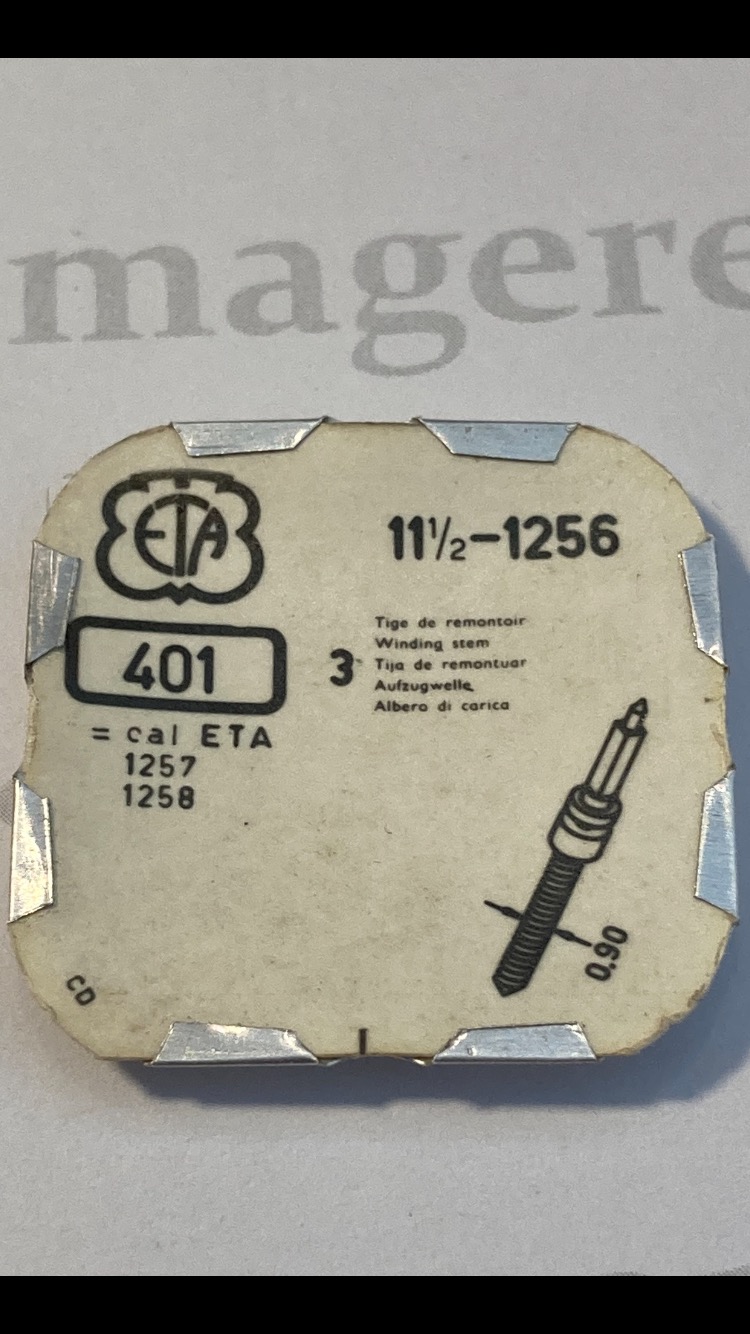 magere
ETA
11½-1256
401
= cal ETA
1257
1258
3
Tige de remontoir
Winding stem
Tija de remontuar
Aufzugwelle
Albero di carica
0.90
CD